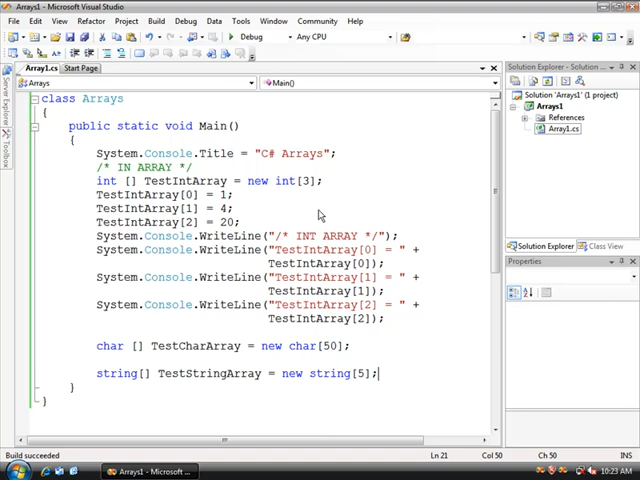 Arrays1 - Microsoft Visual Studio
File Edit View Refactor Project Build Debug Data Tools Window Community Help
Debug Any CPU
Array1.cs Start Page
Arrays Main()
class Arrays
{
public static void Main()
{
System.Console.Title = "C# Arrays";
/* IN ARRAY */
int [] TestIntArray = new int[3];
TestIntArray[0] = 1;
TestIntArray[1] = 4;
TestIntArray[2] = 20;
System.Console.WriteLine("/* INT ARRAY */");
System.Console.WriteLine("TestIntArray[0] = " +
TestIntArray[0]);
System.Console.WriteLine("TestIntArray[1] = " +
TestIntArray[1]);
System.Console.WriteLine("TestIntArray[2] = " +
TestIntArray[2]);
char [] TestCharArray = new char[50];
string[] TestStringArray = new string[5];
}
}
Server Explorer
Toolbox
Solution Explorer - Arrays1
Solution 'Arrays1' (1 project)
Arrays1
References
Array1.cs
Solution Explorer Class View
Properties
Build succeeded Ln 21 Col 50 Ch 50 INS
Arrays1 - Microsoft Vi... 10:23 AM